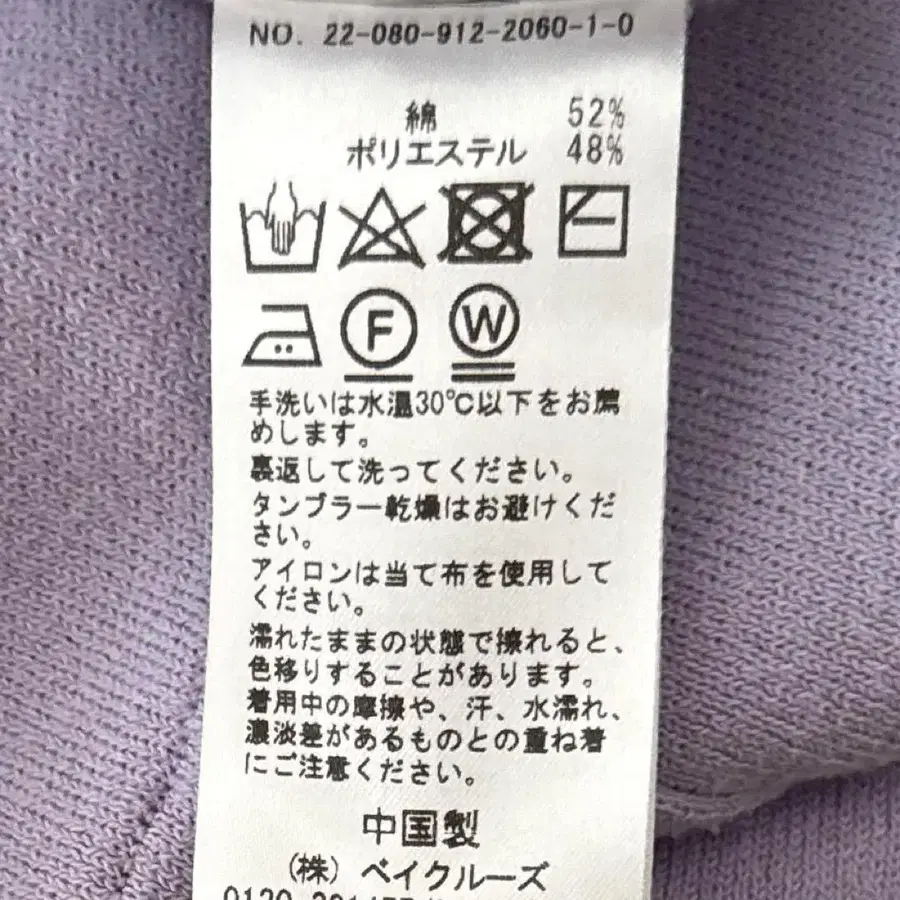 NO. 22-080-912-2060-1-0
綿 52%
ポリエステル 48%
F W
手洗いは水温30℃以下をお薦
めします。
裏返して洗ってください。
タンブラー乾燥はお避けくだ
さい。
アイロンは当て布を使用して
ください。
濡れたままの状態で擦れると、
色移りすることがあります。
着用中の摩擦や、汗、水濡れ、
濃淡差があるものとの重ね着
にご注意ください。
中国製
(株) ベイクルーズ